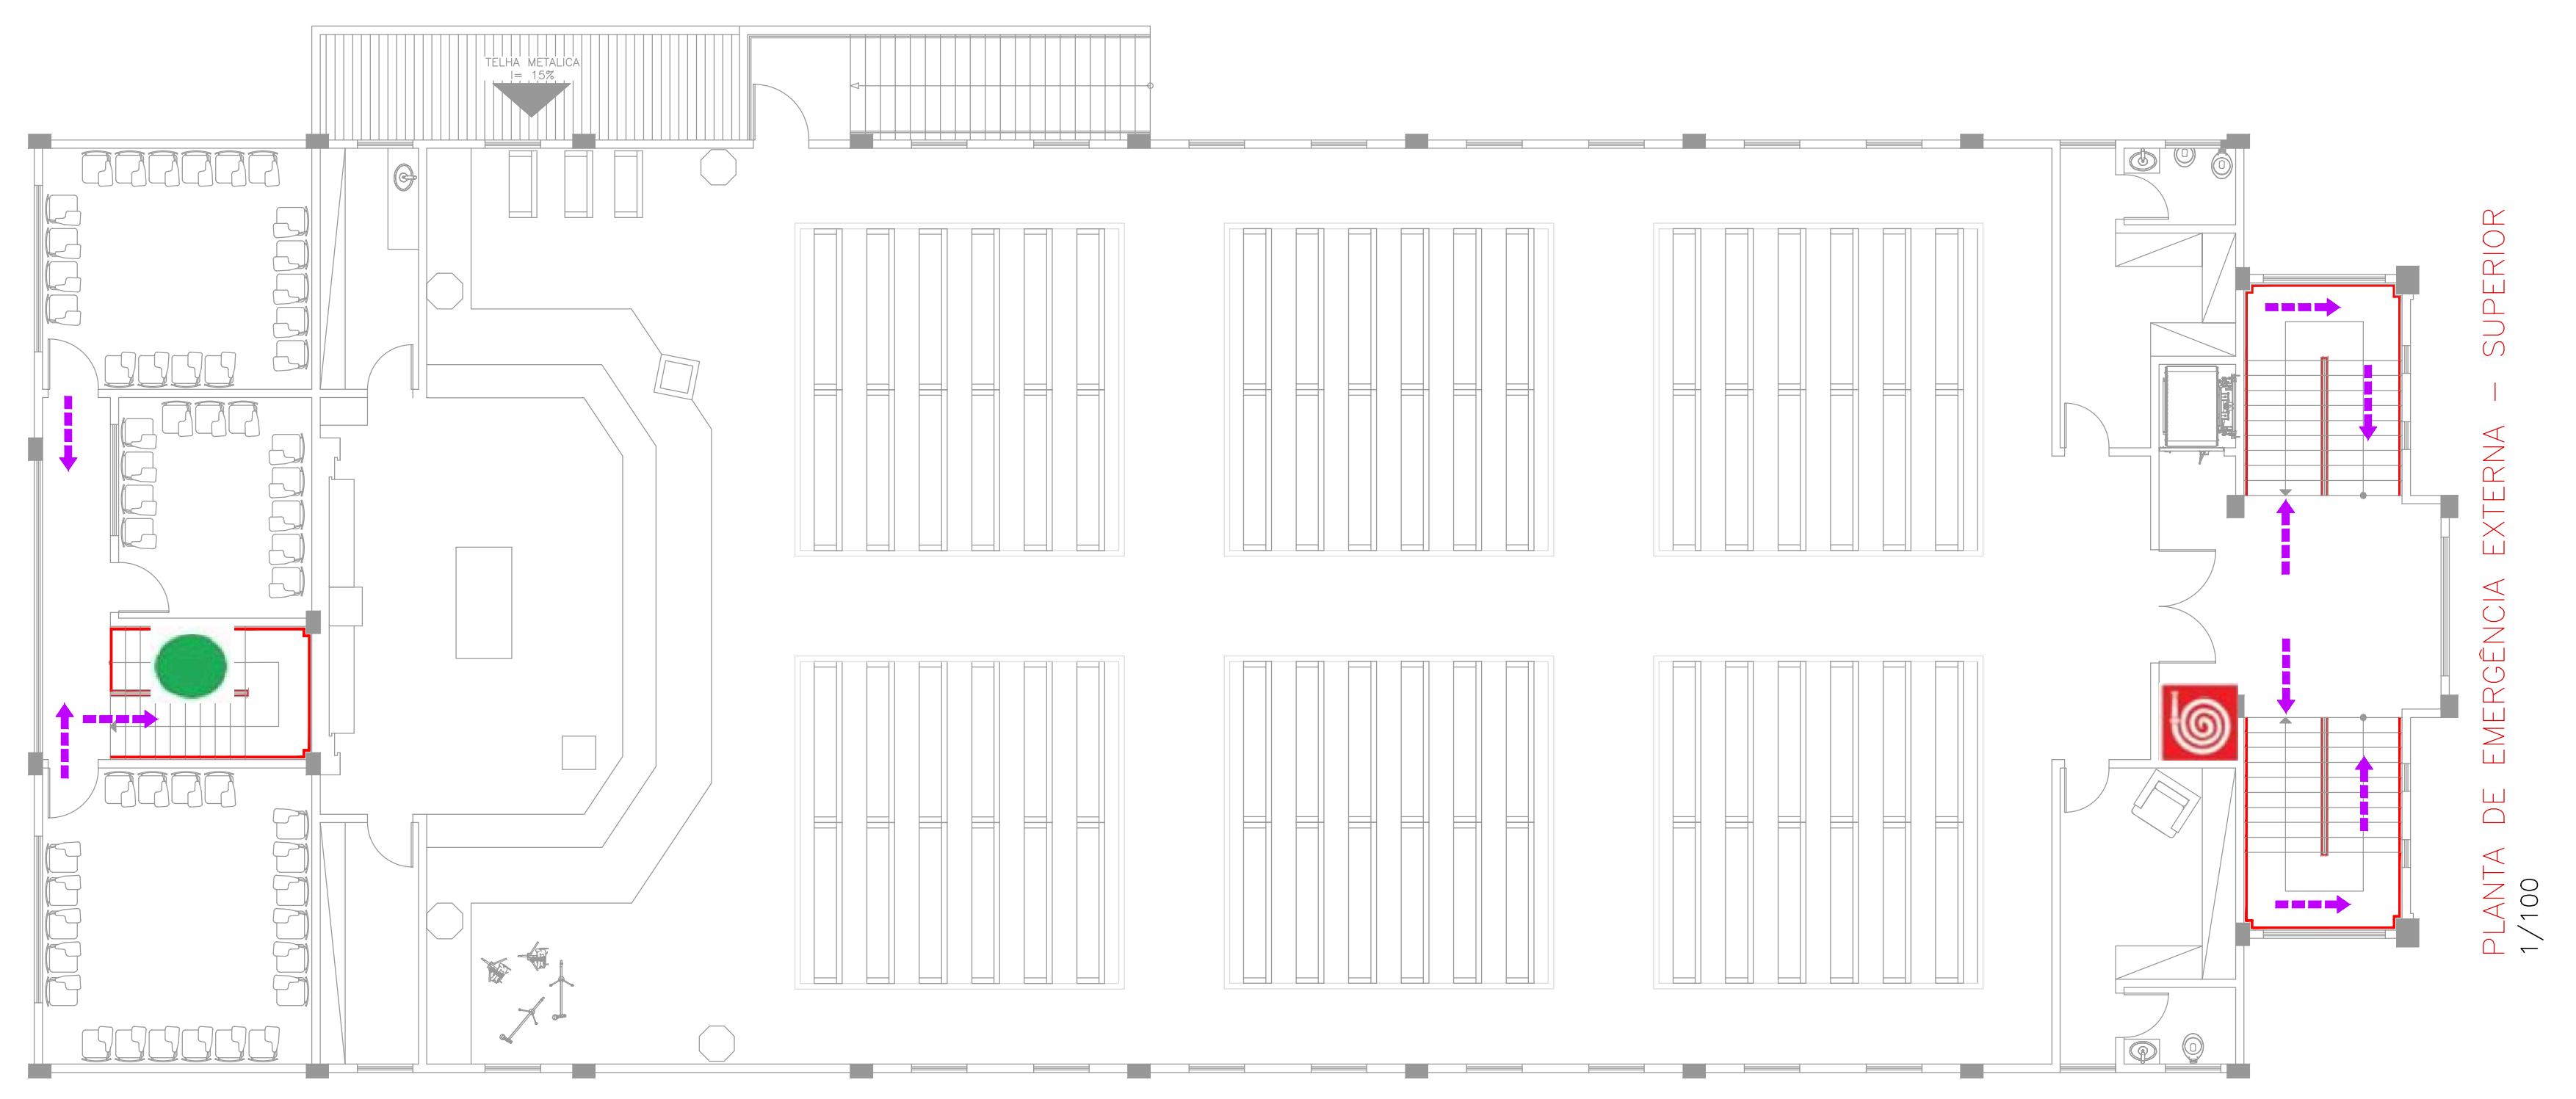 TELHA METALICA
I= 15%
PLANTA DE EMERGÊNCIA EXTERNA - SUPERIOR
1/100